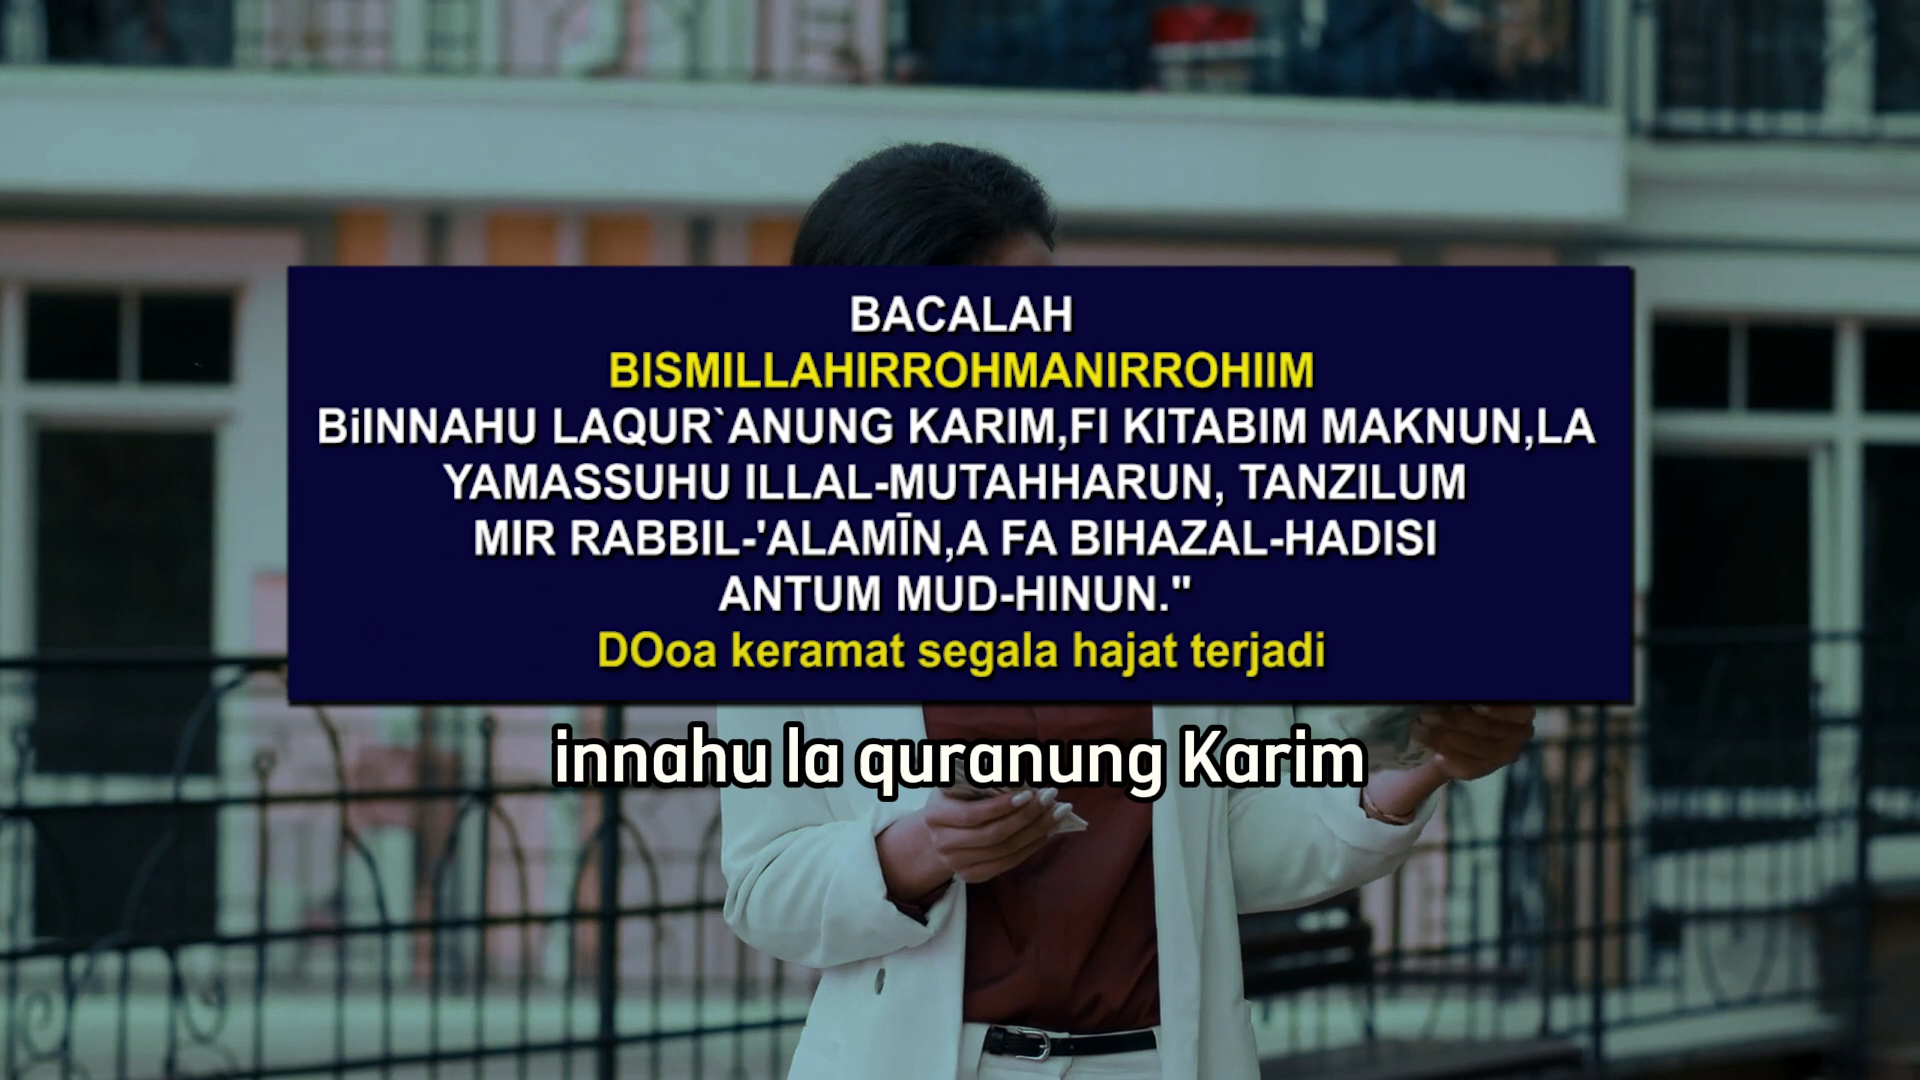 BACALAH
BISMILLAHIRROHMANIRROHIIM
BiINNAHU LAQUR`ANUNG KARIM,FI KITABIM MAKNUN,LA
YAMASSUHU ILLAL-MUTAHHARUN, TANZILUM
MIR RABBIL-'ALAMĪN,A FA BIHAZAL-HADISI
ANTUM MUD-HINUN."
DOoa keramat segala hajat terjadi
innahu la quranung Karim